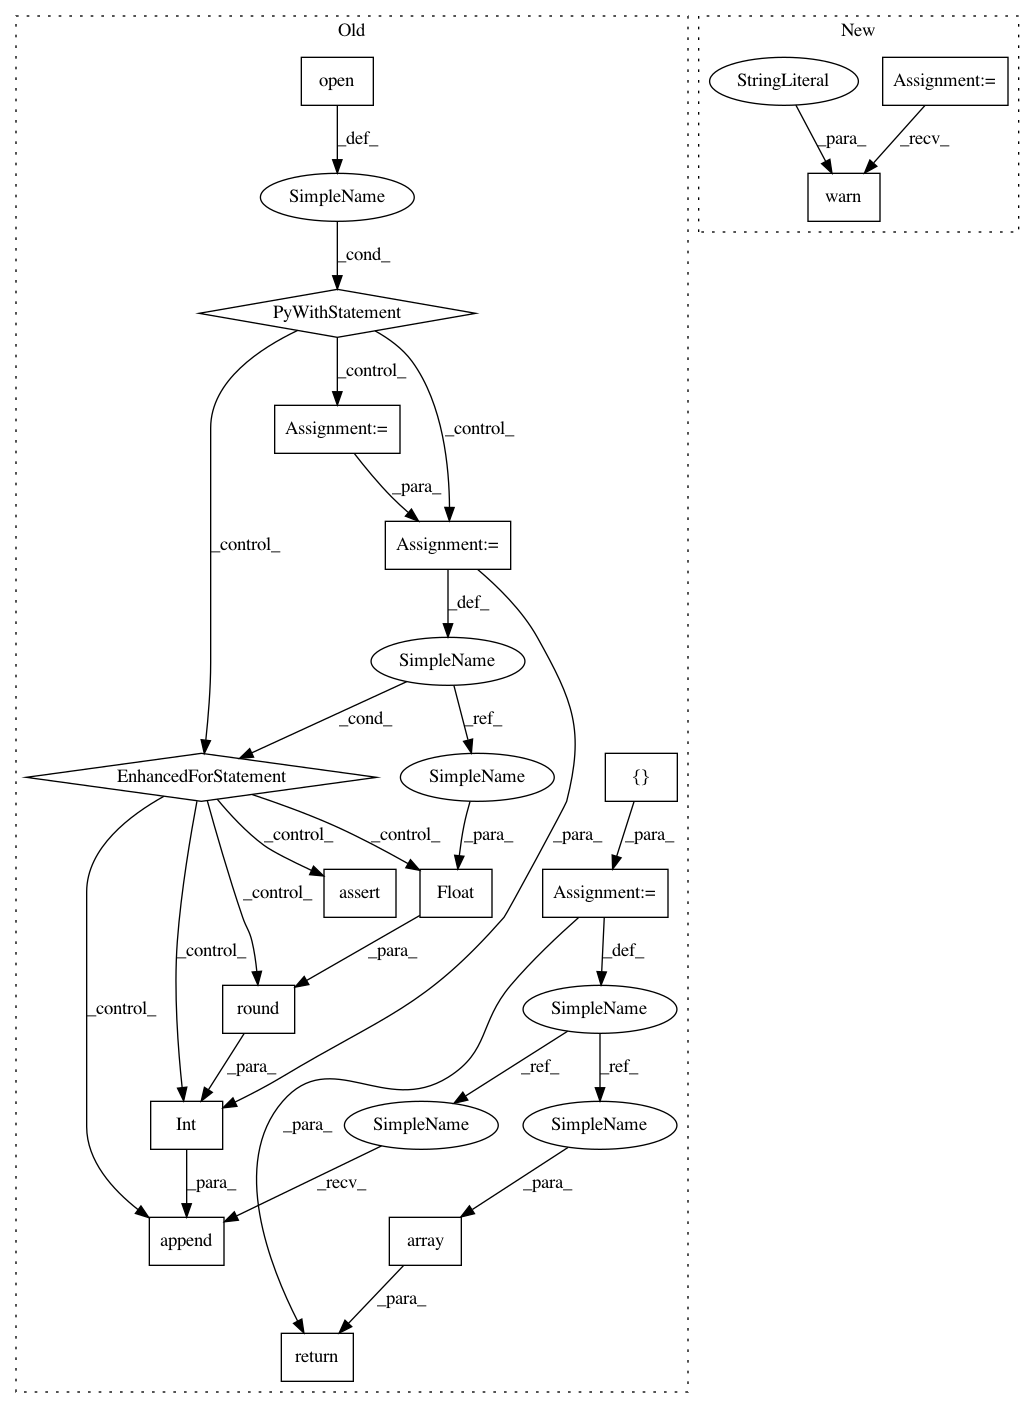 Old
New
open
StringLiteral
Assignment:=
_def_
_para_
_recv_
SimpleName
warn
_cond_
PyWithStatement
_control_
_control_
Assignment:=
_para_
_control_
Assignment:=
_def_
_para_
SimpleName
_cond_
_ref_
EnhancedForStatement
SimpleName
{}
_control_
_control_
_para_
_para_
_control_
assert
Float
Assignment:=
_control_
_para_
_def_
_control_
round
SimpleName
_para_
_ref_
_ref_
Int
_para_
SimpleName
SimpleName
_para_
_recv_
_para_
append
array
_para_
return